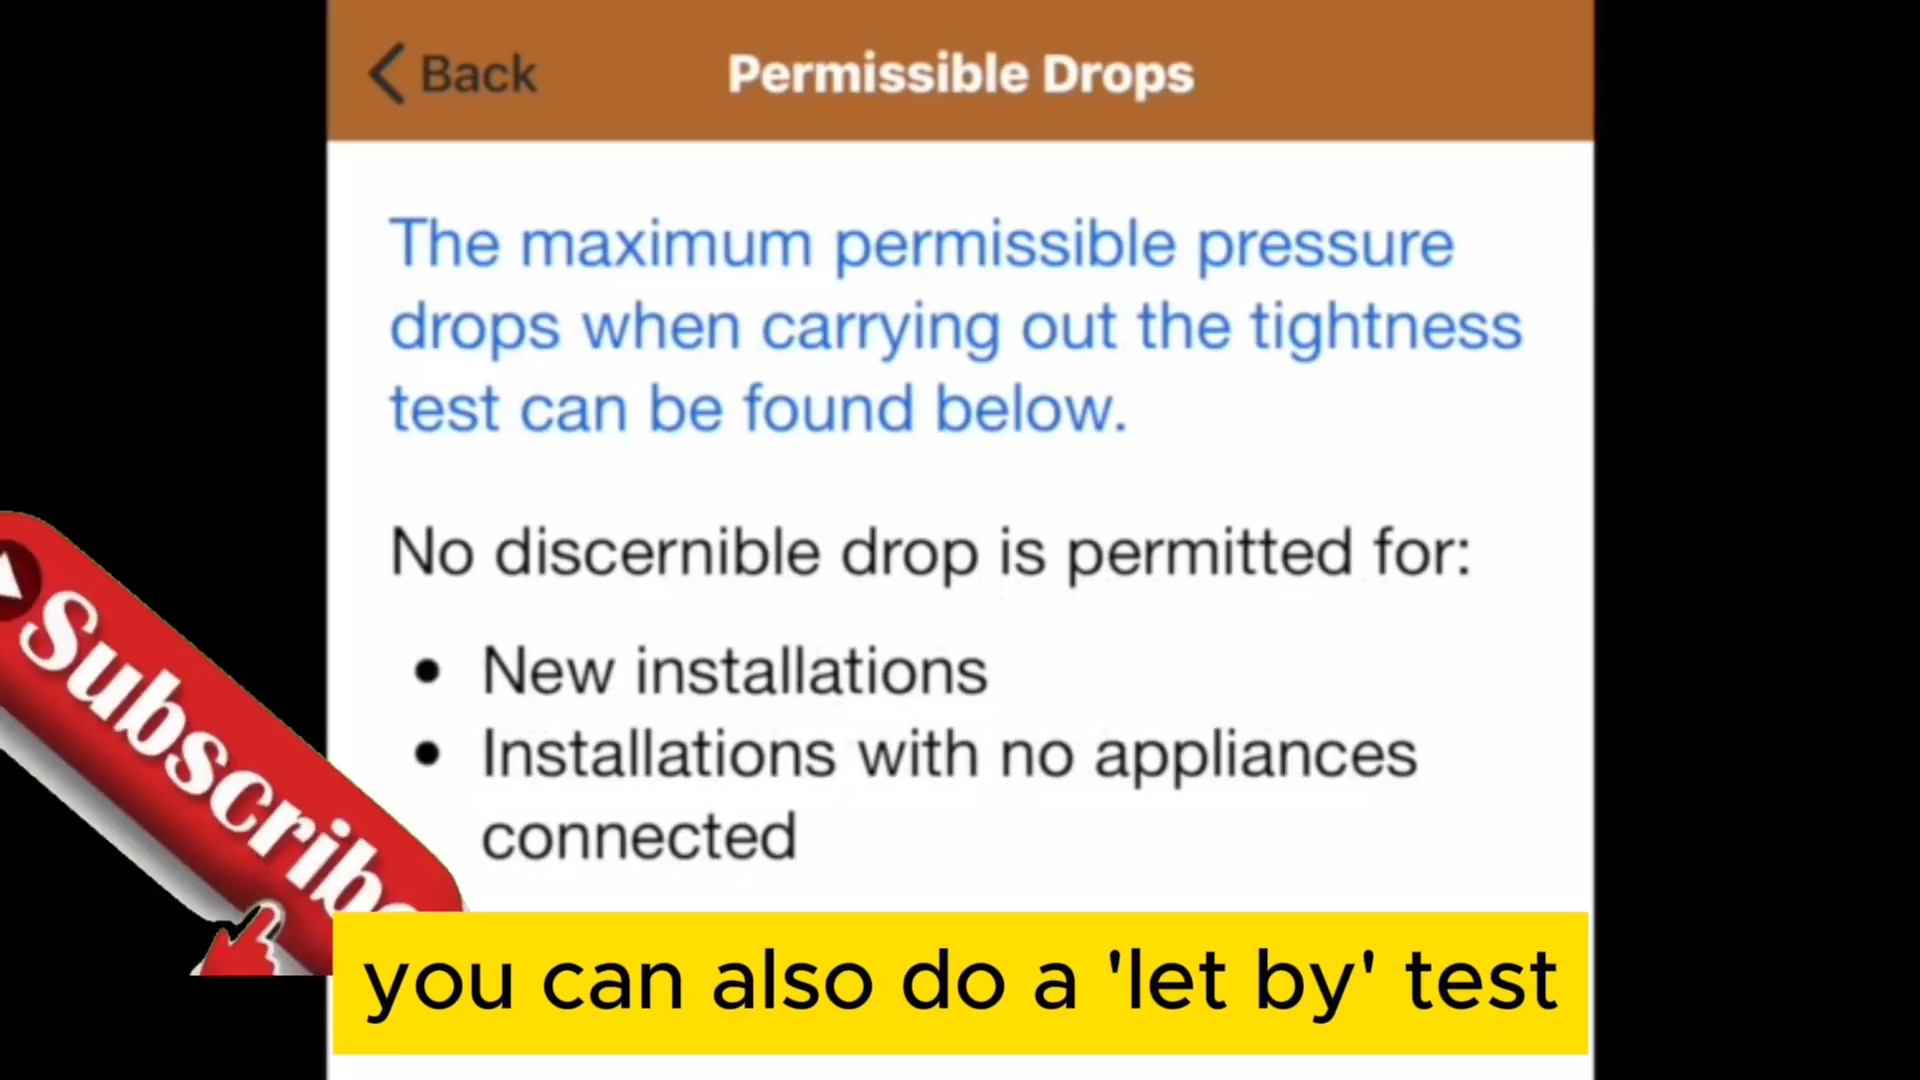 Back
Permissible Drops
The maximum permissible pressure
drops when carrying out the tightness
test can be found below.
No discernible drop is permitted for:
• New installations
• Installations with no appliances
connected
Subscribe
you can also do a 'let by' test